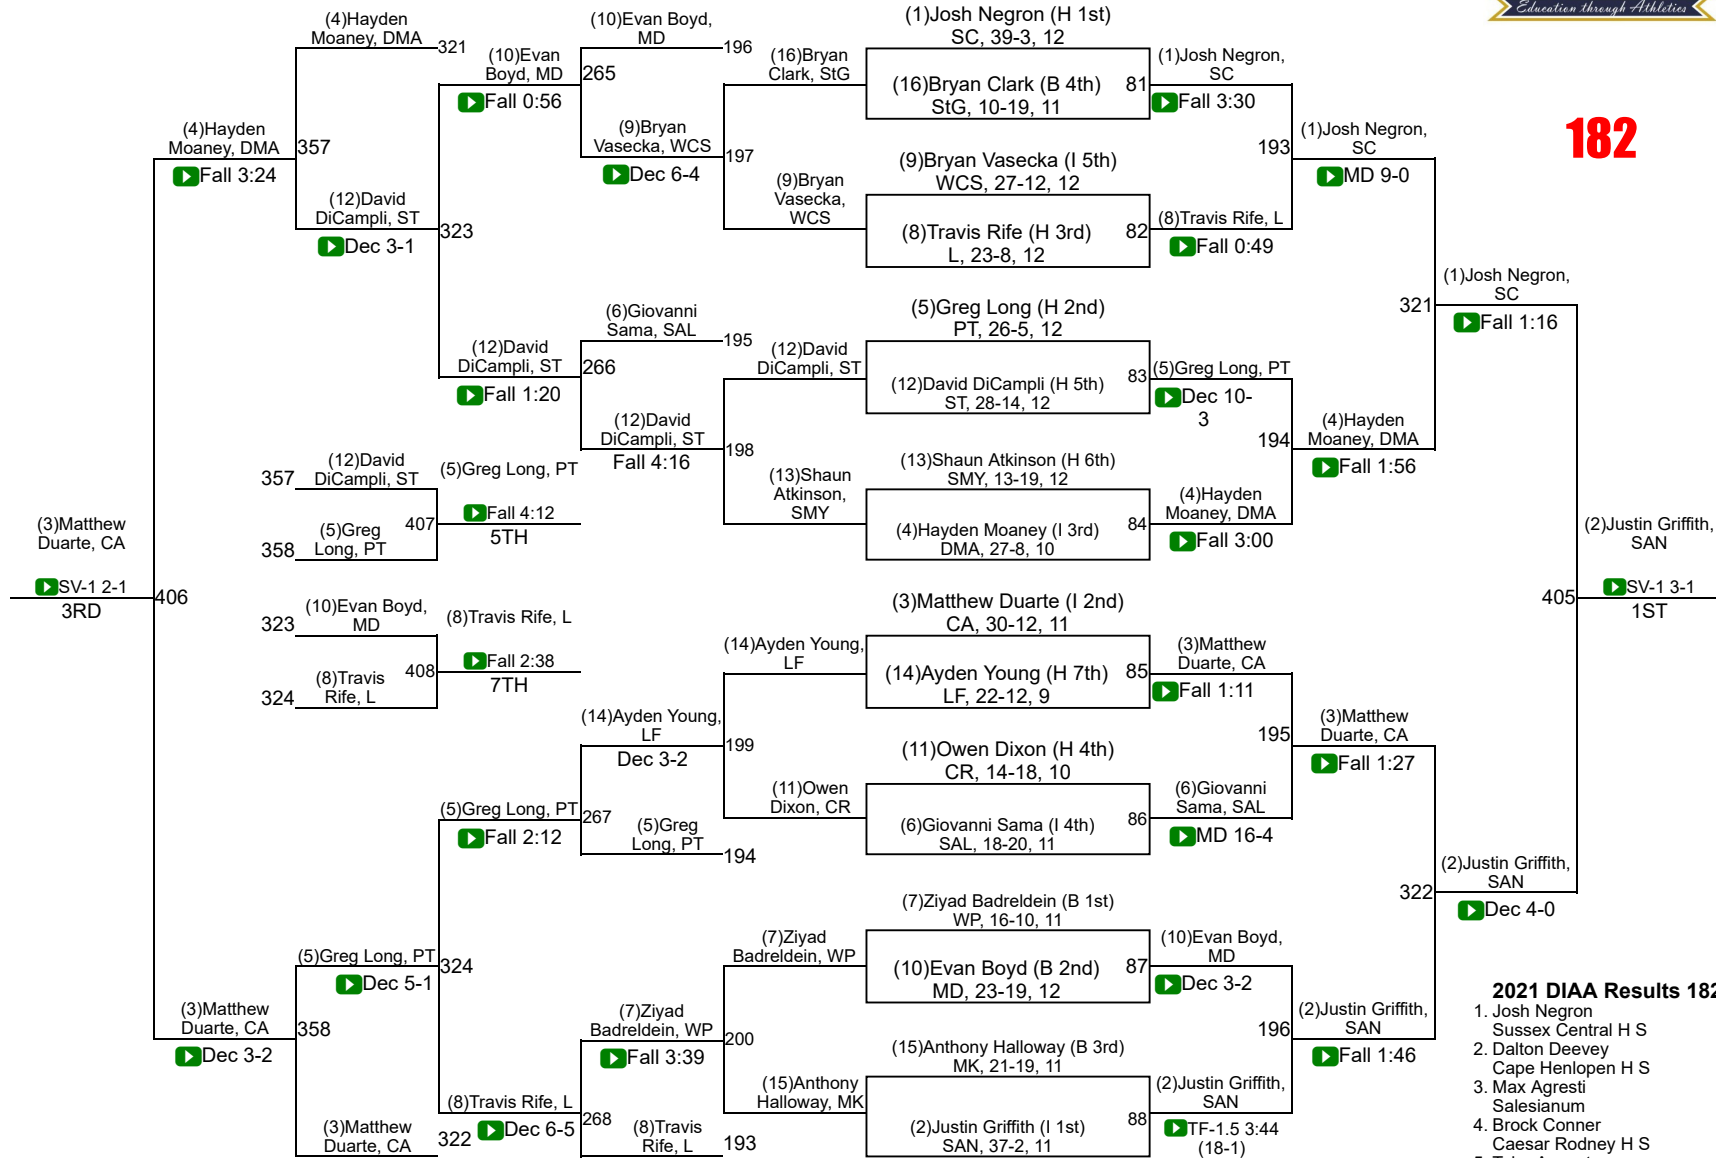 Education through Athletics
182
(4)Hayden
Moaney, DMA
321
(10)Evan Boyd,
MD
196
(1)Josh Negron (H 1st)
SC, 39-3, 12
(10)Evan
Boyd, MD
265
Fall 0:56
(16)Bryan
Clark, StG
(16)Bryan Clark (B 4th)
StG, 10-19, 11
81
(1)Josh Negron,
SC
Fall 3:30
(4)Hayden
Moaney, DMA
357
Fall 3:24
(9)Bryan
Vasecka, WCS
197
Dec 6-4
(9)Bryan Vasecka (I 5th)
WCS, 27-12, 12
193
(1)Josh Negron,
SC
MD 9-0
(12)David
DiCampli, ST
323
Dec 3-1
(9)Bryan
Vasecka,
WCS
(8)Travis Rife (H 3rd)
L, 23-8, 12
82
(8)Travis Rife, L
Fall 0:49
(1)Josh Negron,
SC
321
Fall 1:16
(6)Giovanni
Sama, SAL
195
(5)Greg Long (H 2nd)
PT, 26-5, 12
(12)David
DiCampli, ST
266
Fall 1:20
(12)David
DiCampli, ST
(12)David DiCampli (H 5th)
ST, 28-14, 12
83
(5)Greg Long, PT
Dec 10-
3
(12)David
DiCampli, ST
198
Fall 4:16
194
(4)Hayden
Moaney, DMA
Fall 1:56
357
(12)David
DiCampli, ST
(5)Greg Long, PT
(13)Shaun
Atkinson,
SMY
(13)Shaun Atkinson (H 6th)
SMY, 13-19, 12
(4)Hayden
Moaney, DMA
(3)Matthew
Duarte, CA
358
(5)Greg
Long, PT
407
Fall 4:12
5TH
(4)Hayden Moaney (I 3rd)
DMA, 27-8, 10
84
Fall 3:00
(2)Justin Griffith,
SAN
SV-1 2-1
3RD
406
405
SV-1 3-1
1ST
323
(10)Evan Boyd,
MD
(8)Travis Rife, L
(3)Matthew Duarte (I 2nd)
CA, 30-12, 11
324
(8)Travis
Rife, L
408
Fall 2:38
7TH
(14)Ayden Young,
LF
(14)Ayden Young (H 7th)
LF, 22-12, 9
85
(3)Matthew
Duarte, CA
Fall 1:11
(14)Ayden Young,
LF
199
Dec 3-2
(11)Owen Dixon (H 4th)
CR, 14-18, 10
195
(3)Matthew
Duarte, CA
Fall 1:27
(5)Greg Long, PT
267
Fall 2:12
(5)Greg
Long, PT
194
(11)Owen
Dixon, CR
(6)Giovanni Sama (I 4th)
SAL, 18-20, 11
86
(6)Giovanni
Sama, SAL
MD 16-4
322
(2)Justin Griffith,
SAN
Dec 4-0
(7)Ziyad Badreldein (B 1st)
WP, 16-10, 11
(5)Greg Long, PT
324
Dec 5-1
(7)Ziyad
Badreldein, WP
(10)Evan Boyd (B 2nd)
MD, 23-19, 12
87
(10)Evan Boyd,
MD
Dec 3-2
(3)Matthew
Duarte, CA
358
Dec 3-2
(7)Ziyad
Badreldein, WP
200
Fall 3:39
(15)Anthony Halloway (B 3rd)
MK, 21-19, 11
196
(2)Justin Griffith,
SAN
Fall 1:46
(8)Travis Rife, L
268
Dec 6-5
(15)Anthony
Halloway, MK
(2)Justin Griffith (I 1st)
SAN, 37-2, 11
88
(2)Justin Griffith,
SAN
TF-1.5 3:44
(18-1)
(3)Matthew
Duarte, CA
322
(8)Travis
Rife, L
193
2021 DIAA Results 182
1. Josh Negron
Sussex Central H S
2. Dalton Deevey
Cape Henlopen H S
3. Max Agresti
Salesianum
4. Brock Conner
Caesar Rodney H S